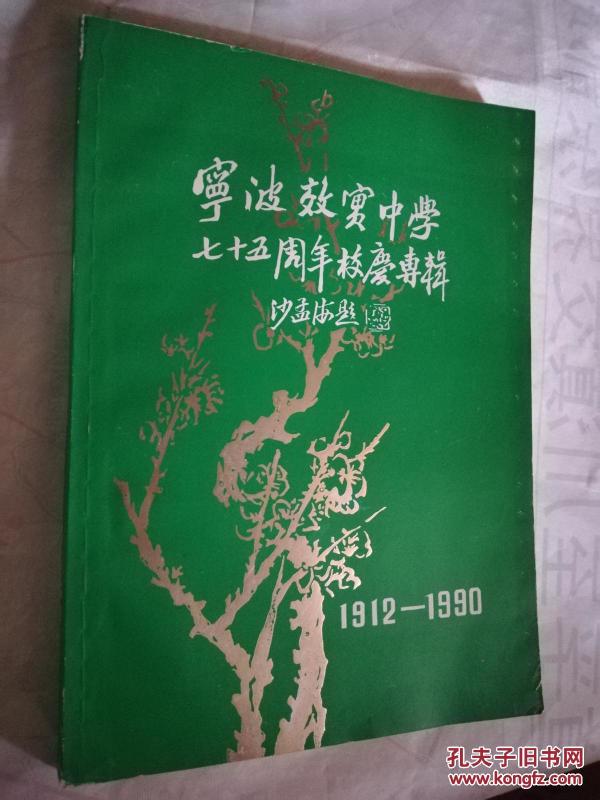 寧波效實中學
七十五周年校慶專輯
沙孟海題
1912—1990
孔夫子旧书网
www.kongfz.com